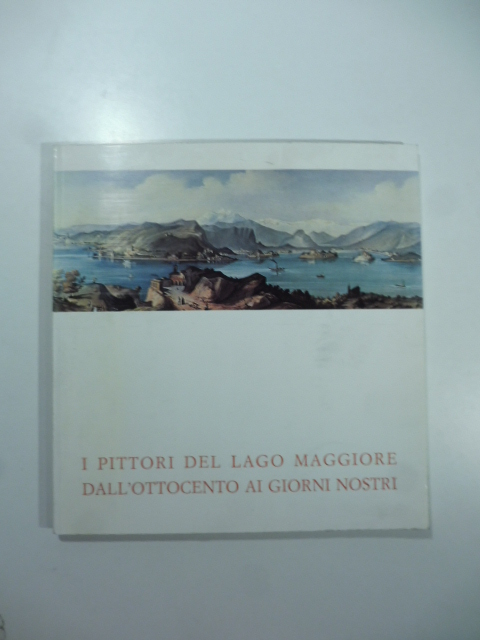 I PITTORI DEL LAGO MAGGIORE
DALL'OTTOCENTO AI GIORNI NOSTRI